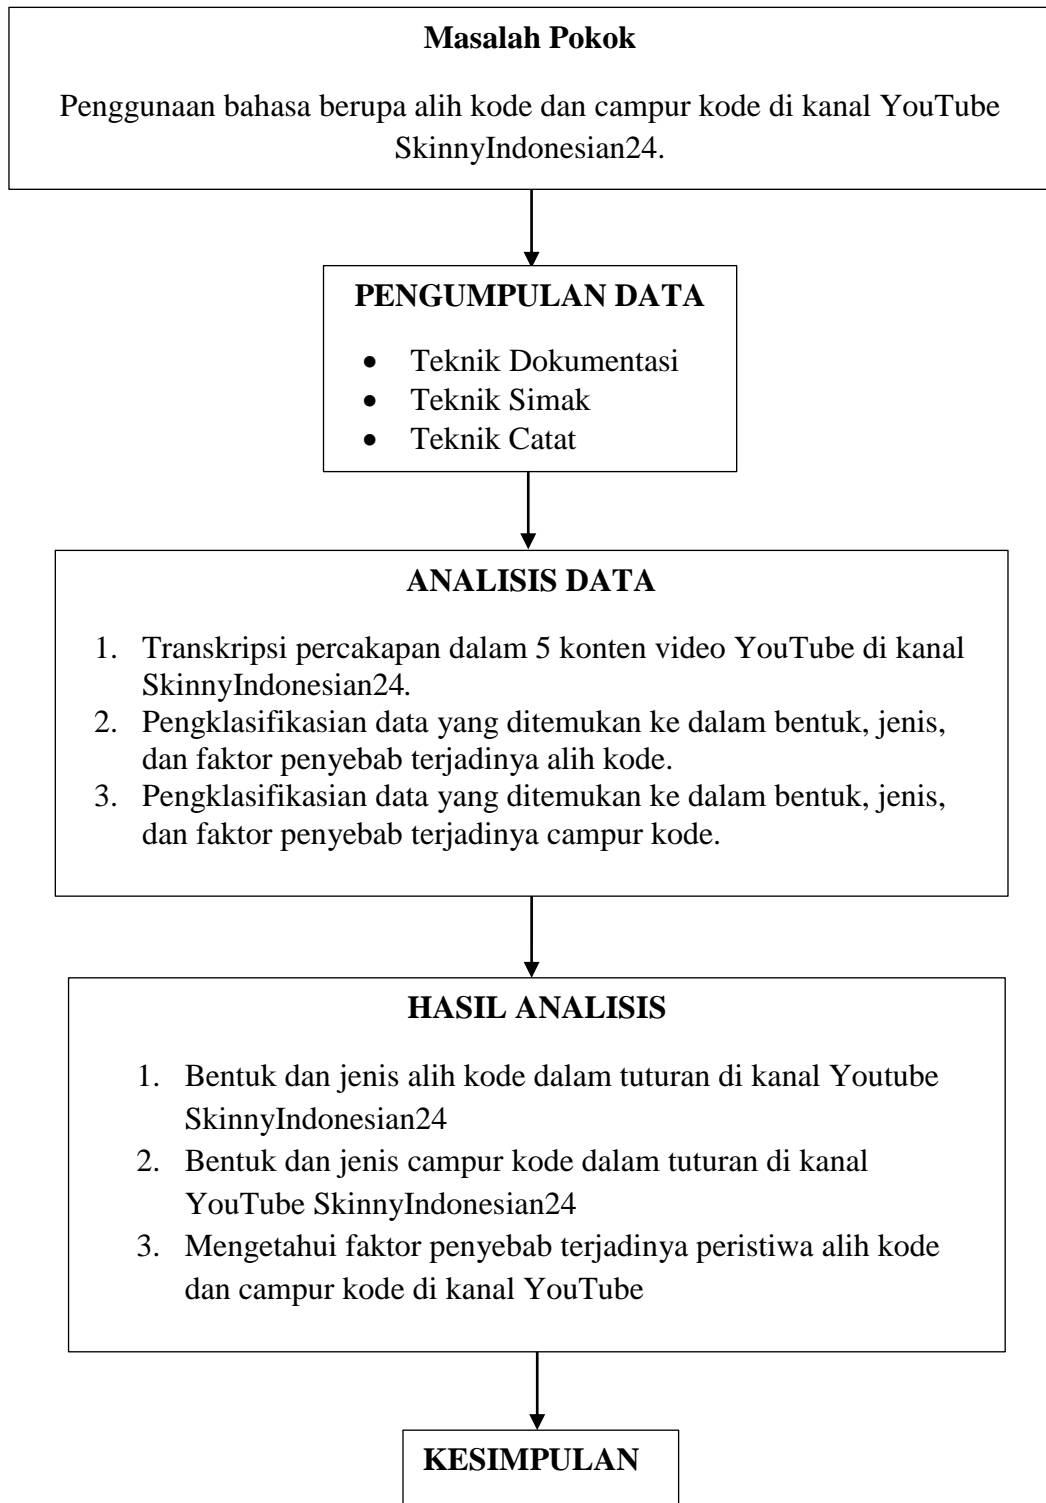 Masalah Pokok
Penggunaan bahasa berupa alih kode dan campur kode di kanal YouTube
SkinnyIndonesian24.
PENGUMPULAN DATA
• Teknik Dokumentasi
• Teknik Simak
• Teknik Catat
ANALISIS DATA
1. Transkripsi percakapan dalam 5 konten video YouTube di kanal
SkinnyIndonesian24.
2. Pengklasifikasian data yang ditemukan ke dalam bentuk, jenis,
dan faktor penyebab terjadinya alih kode.
3. Pengklasifikasian data yang ditemukan ke dalam bentuk, jenis,
dan faktor penyebab terjadinya campur kode.
HASIL ANALISIS
1. Bentuk dan jenis alih kode dalam tuturan di kanal Youtube
SkinnyIndonesian24
2. Bentuk dan jenis campur kode dalam tuturan di kanal
YouTube SkinnyIndonesian24
3. Mengetahui faktor penyebab terjadinya peristiwa alih kode
dan campur kode di kanal YouTube
KESIMPULAN